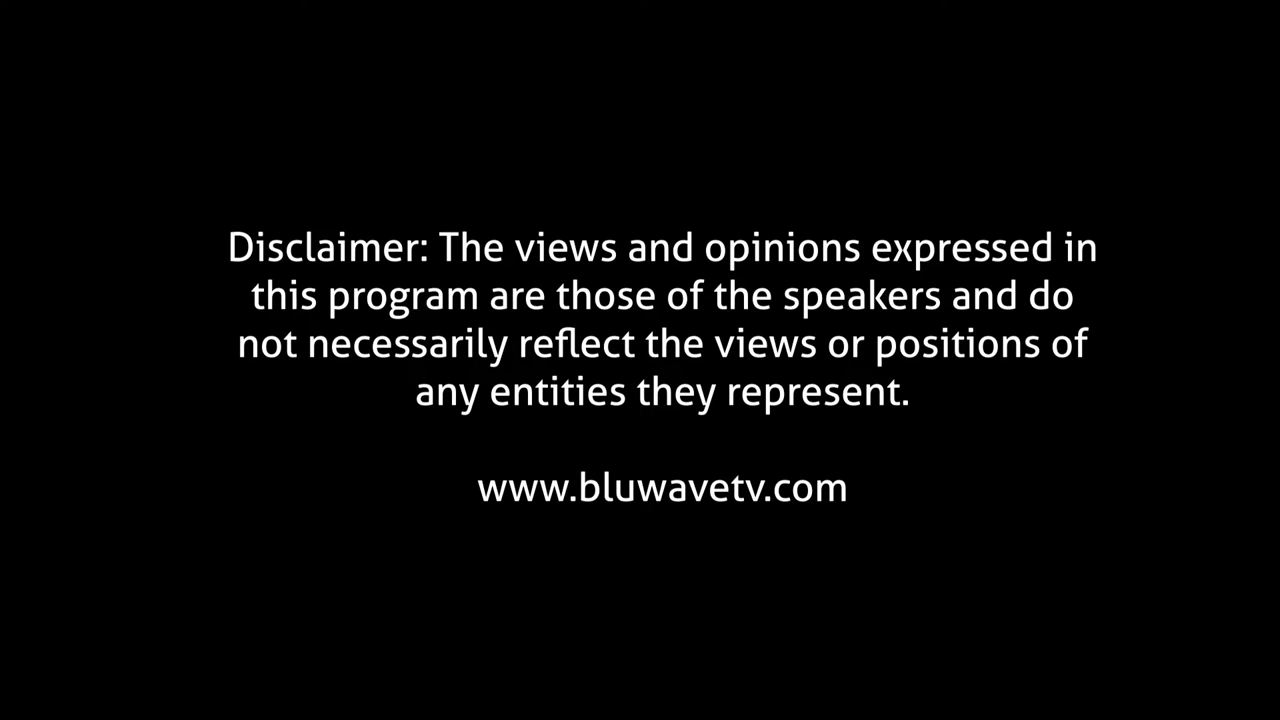 Disclaimer: The views and opinions expressed in
this program are those of the speakers and do
not necessarily reflect the views or positions of
any entities they represent.
www.bluwavetv.com